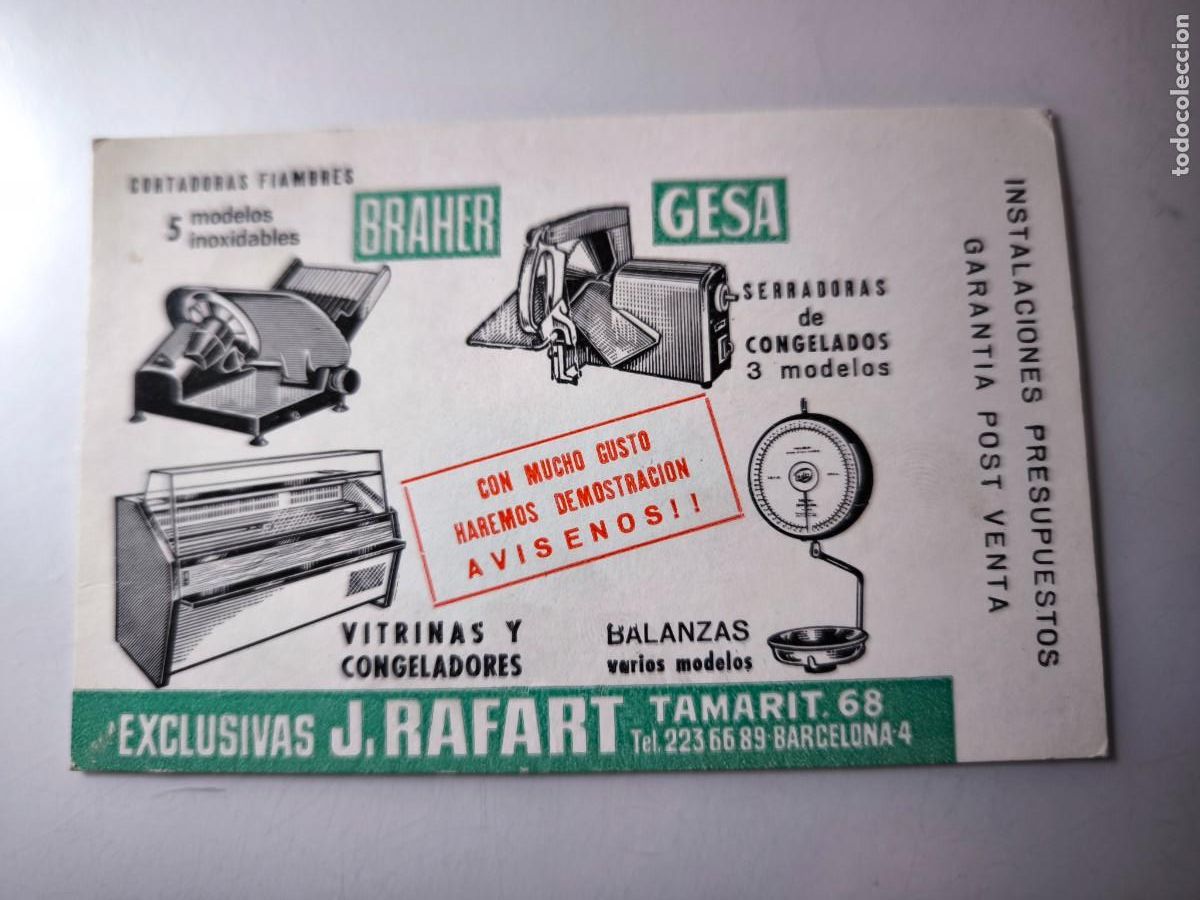 CORTADORAS FIAMBRES
5 modelos
inoxidables
BRAHER
GESA
SERRADORAS
de
CONGELADOS
3 modelos
CON MUCHO GUSTO
HAREMOS DEMOSTRACION
AVISENOS!!
VITRINAS Y
CONGELADORES
BALANZAS
varios modelos
EXCLUSIVAS J. RAFART
TAMARIT. 68
Tel. 223 66 89-BARCELONA-4
INSTALACIONES PRESUPUESTOS
GARANTIA POST VENTA
todocoleccion